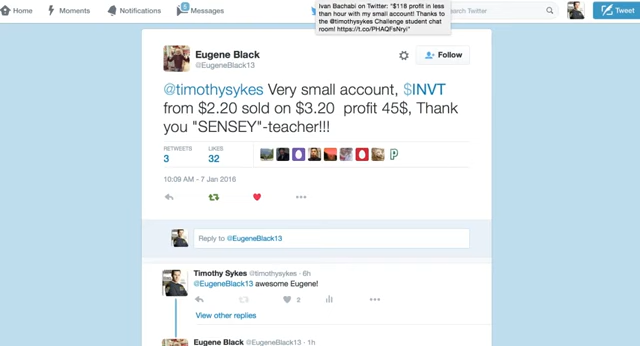 Home Moments Notifications Messages
Ivan Bachabi on Twitter: "$118 profit in less
than hour with my small account! Thanks to
the @timothysykes Challenge student chat
room! https://t.co/PHAQFsNryi"
Search Twitter
Tweet
Eugene Black
@EugeneBlack13
Follow
@timothysykes Very small account, $INVT
from $2.20 sold on $3.20 profit 45$, Thank
you "SENSEY"-teacher!!!
RETWEETS LIKES
3 32
10:09 AM - 7 Jan 2016
Reply to @EugeneBlack13
Timothy Sykes @timothysykes · 6h
@EugeneBlack13 awesome Eugene!
2
View other replies
Eugene Black @EugeneBlack13 · 1h